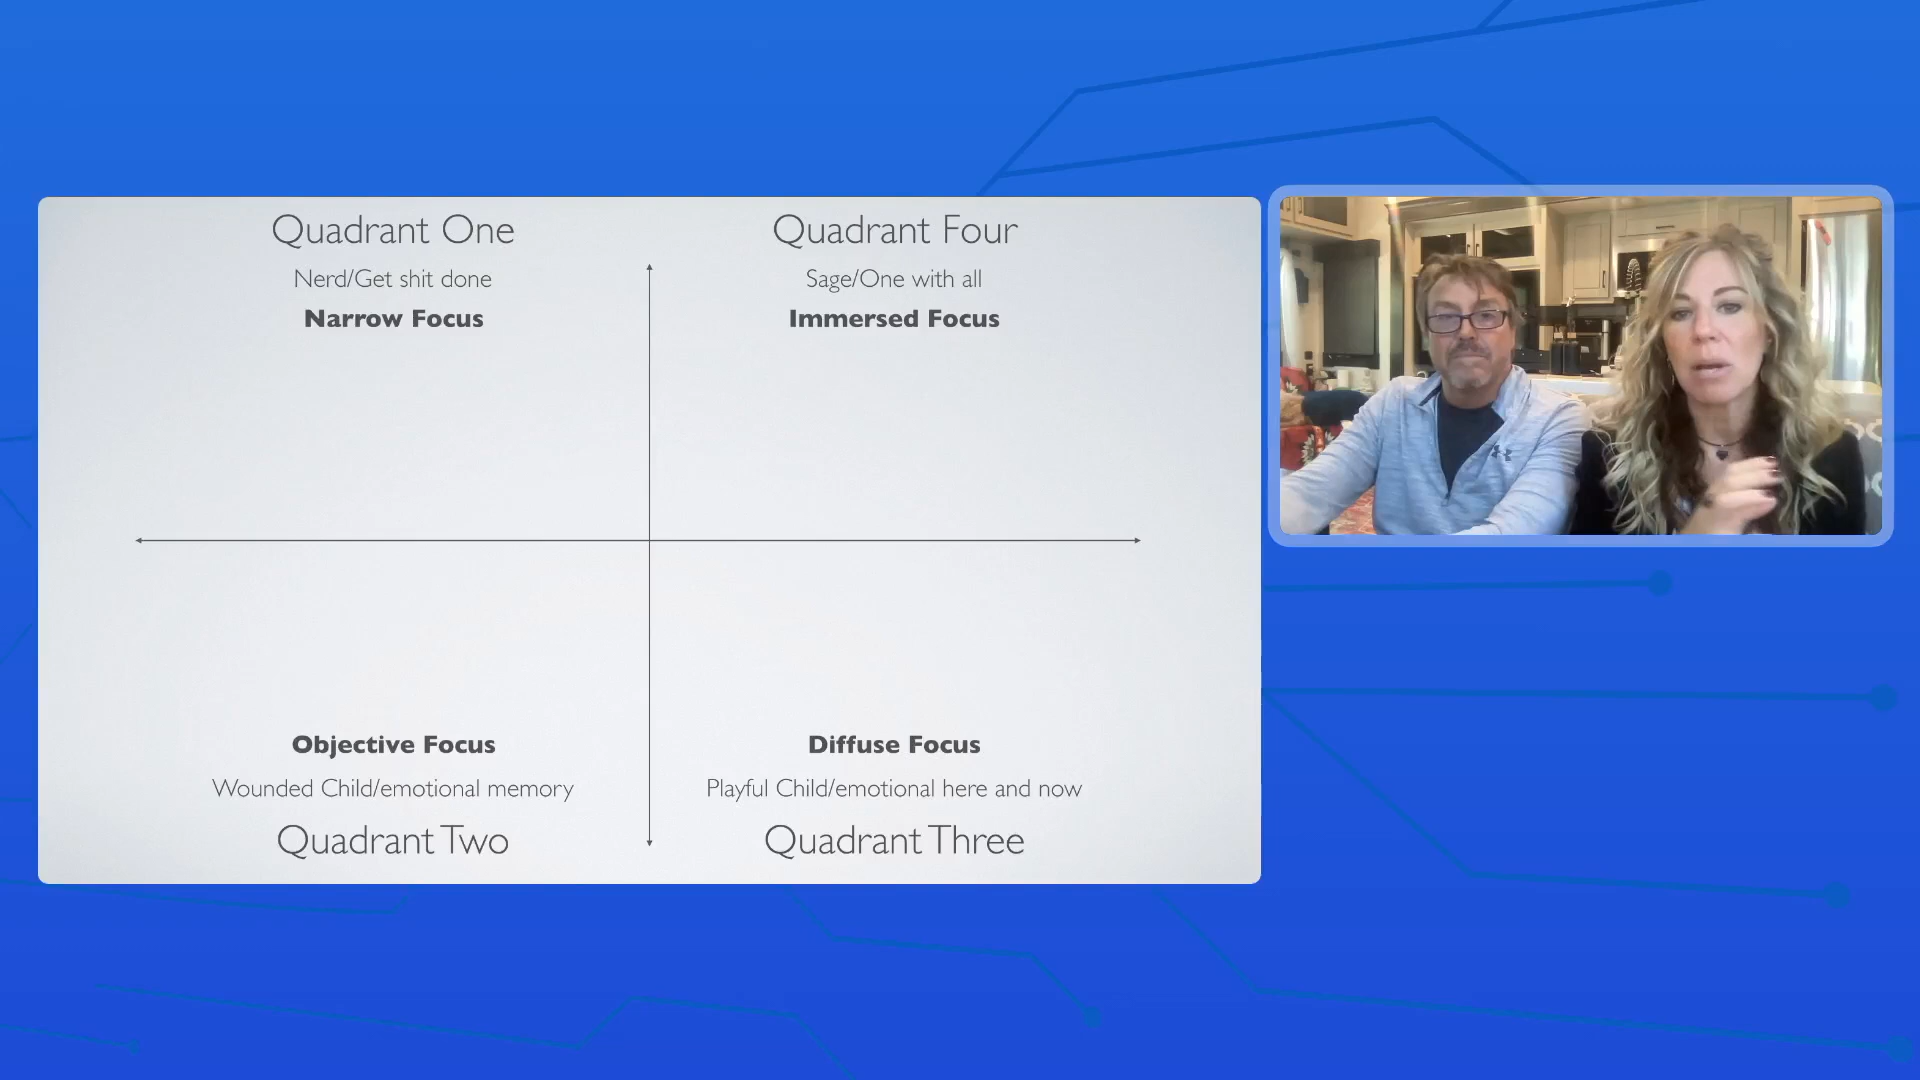 Quadrant One
Nerd/Get shit done
Narrow Focus
Quadrant Four
Sage/One with all
Immersed Focus
Objective Focus
Wounded Child/emotional memory
Quadrant Two
Diffuse Focus
Playful Child/emotional here and now
Quadrant Three